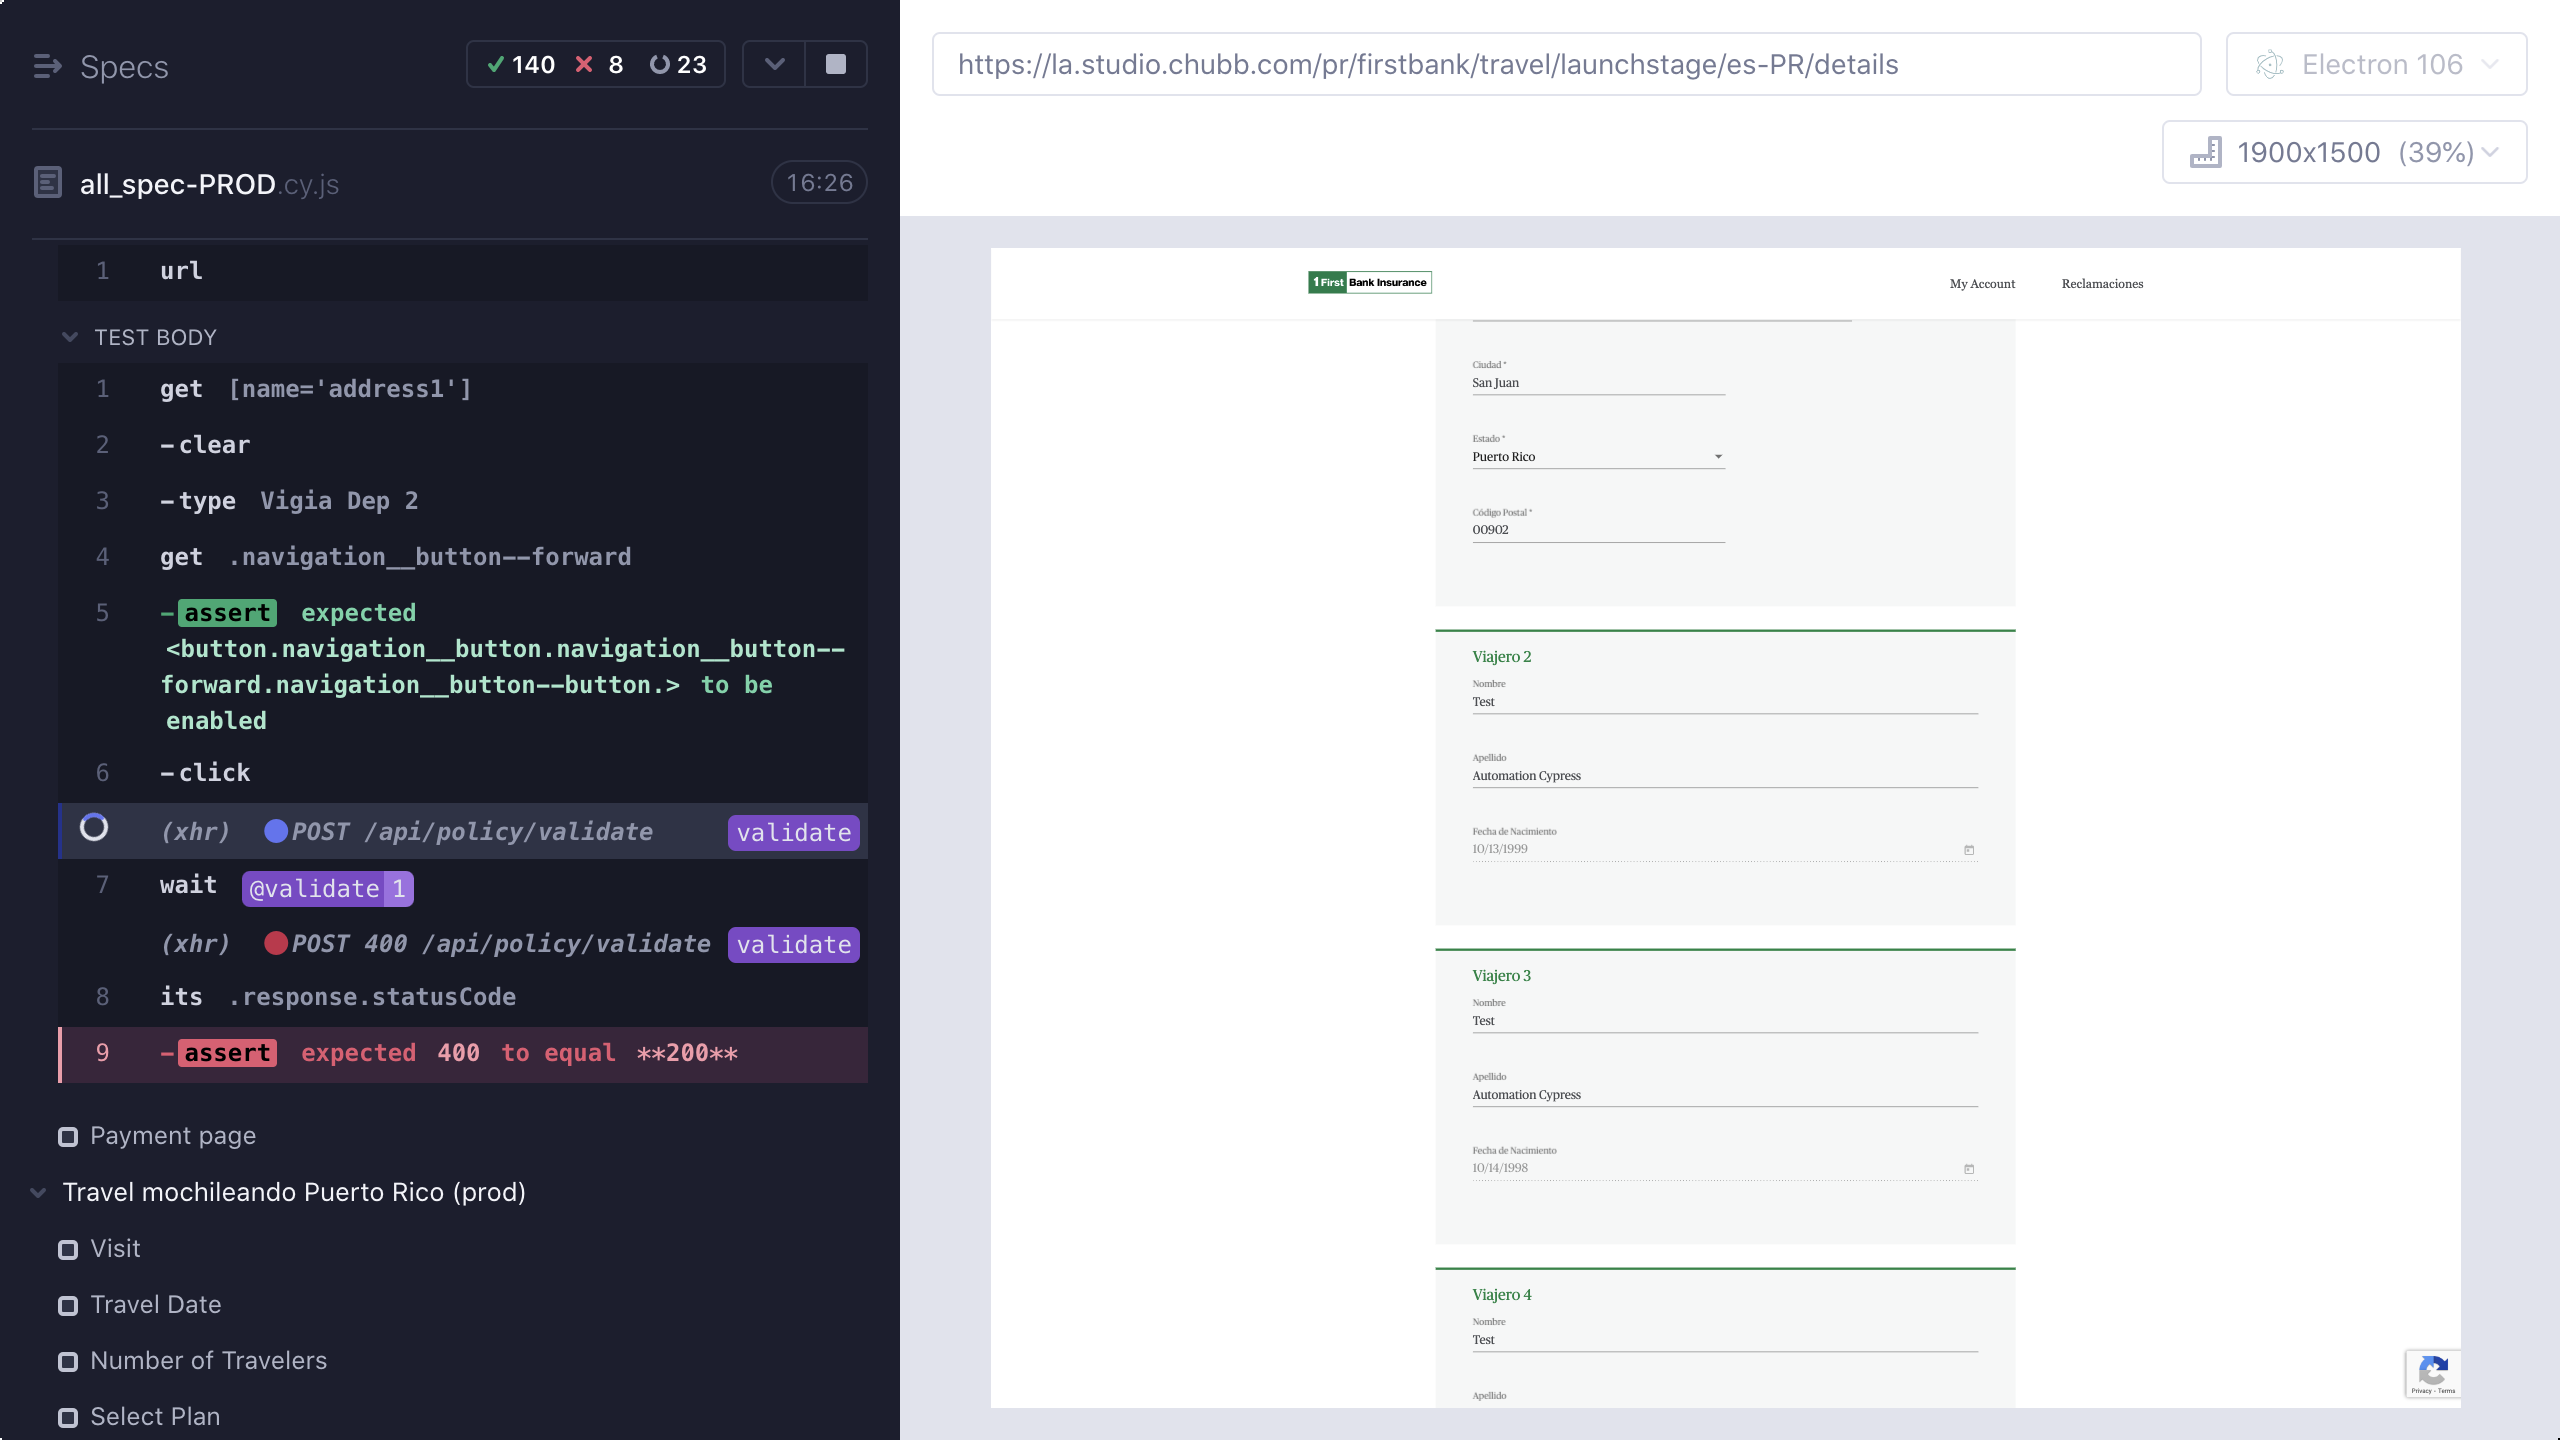 Specs
140 8 23
all_spec-PROD.cy.js 16:26
1 url
TEST BODY
1 get [name='address1']
2 -clear
3 -type Vigia Dep 2
4 get .navigation__button--forward
5 -assert expected
<button.navigation__button.navigation__button--
forward.navigation__button--button.> to be
enabled
6 -click
(xhr) POST /api/policy/validate validate
7 wait @validate 1
(xhr) POST 400 /api/policy/validate validate
8 its .response.statusCode
9 -assert expected 400 to equal **200**
Payment page
Travel mochileando Puerto Rico (prod)
Visit
Travel Date
Number of Travelers
Select Plan
https://la.studio.chubb.com/pr/firstbank/travel/launchstage/es-PR/details
Electron 106
1900x1500 (39%)
1First Bank Insurance
My Account Reclamaciones
Ciudad *
San Juan
Estado *
Puerto Rico
Código Postal *
00902
Viajero 2
Nombre
Test
Apellido
Automation Cypress
Fecha de Nacimiento
10/13/1999
Viajero 3
Nombre
Test
Apellido
Automation Cypress
Fecha de Nacimiento
10/14/1998
Viajero 4
Nombre
Test
Apellido
Privacy - Terms